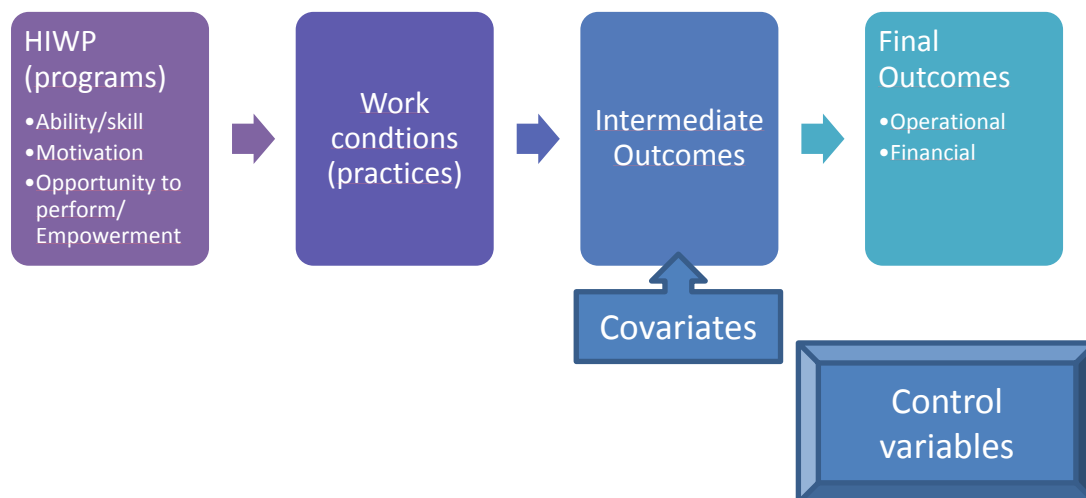 HIWP
(programs)
•Ability/skill
•Motivation
•Opportunity to
perform/
Empowerment
Work
condtions
(practices)
Intermediate
Outcomes
Final
Outcomes
•Operational
•Financial
Covariates
Control
variables